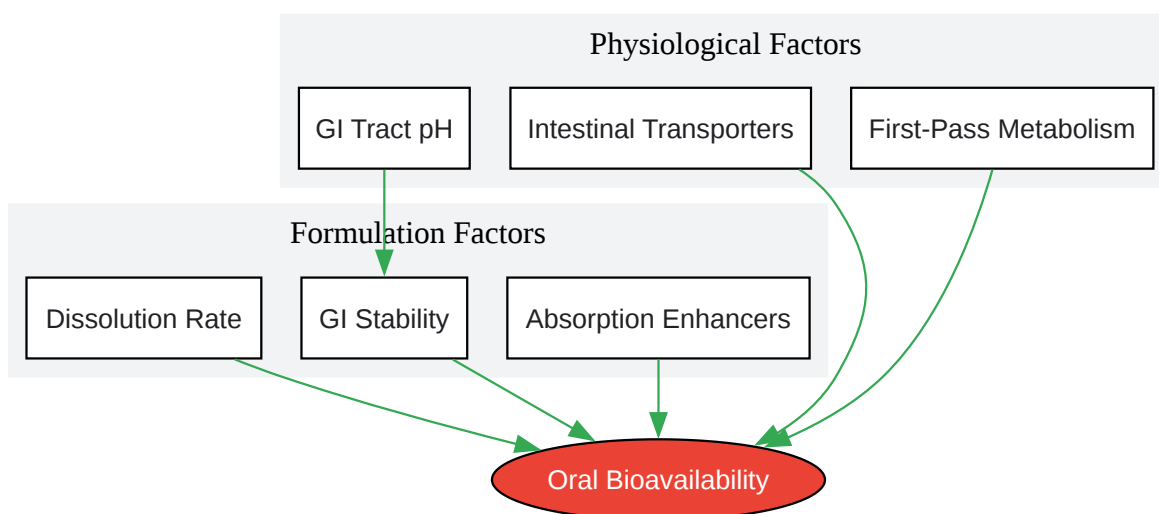 Physiological Factors
GI Tract pH
Intestinal Transporters
First-Pass Metabolism
Formulation Factors
Dissolution Rate
GI Stability
Absorption Enhancers
Oral Bioavailability